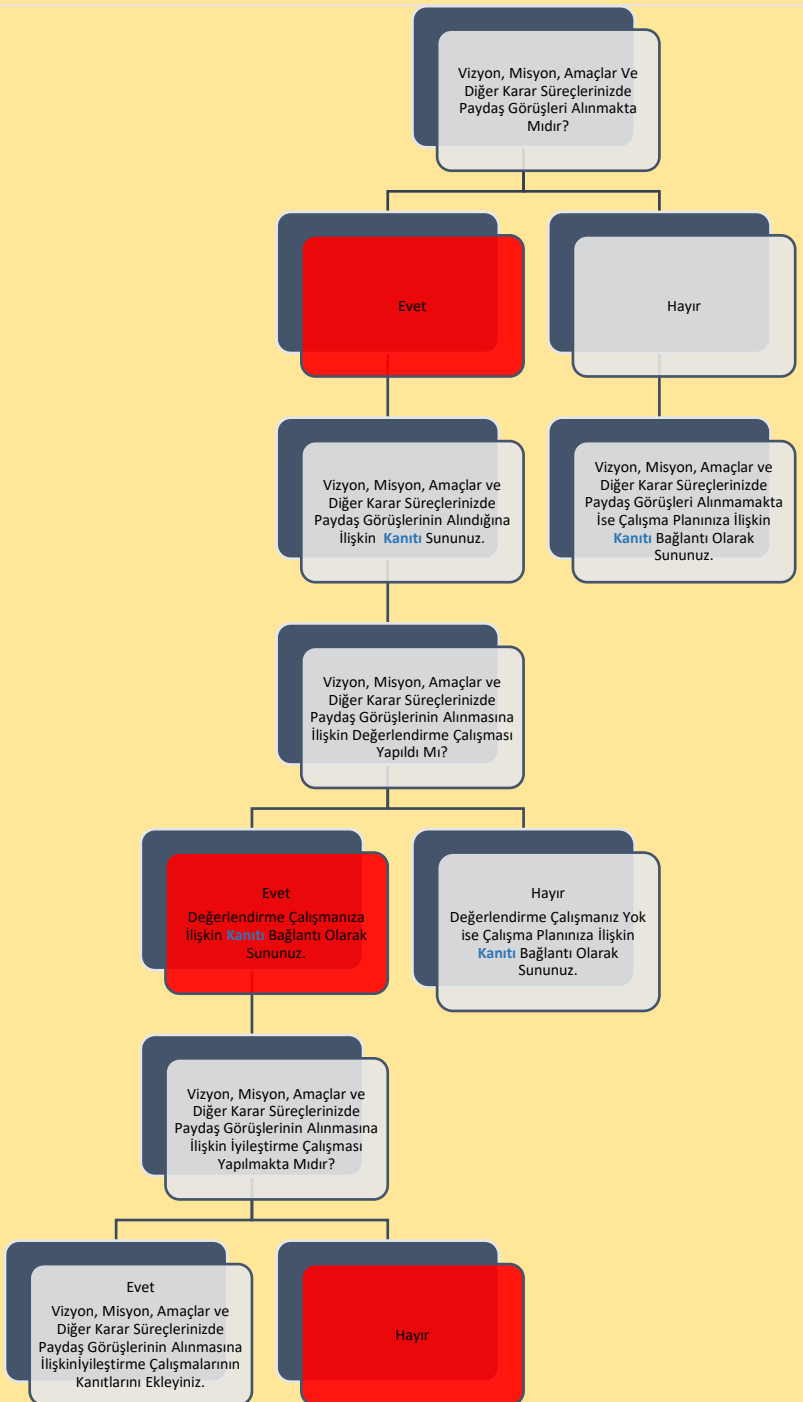 Vizyon, Misyon, Amaçlar Ve
Diğer Karar Süreçlerinizde
Paydaş Görüşleri Alınmakta
Mıdır?
Evet
Hayır
Vizyon, Misyon, Amaçlar ve
Diğer Karar Süreçlerinizde
Paydaş Görüşlerinin Alındığına
İlişkin Kanıtı Sununuz.
Vizyon, Misyon, Amaçlar ve
Diğer Karar Süreçlerinizde
Paydaş Görüşleri Alınmamakta
İse Çalışma Planınıza İlişkin
Kanıtı Bağlantı Olarak
Sununuz.
Vizyon, Misyon, Amaçlar ve
Diğer Karar Süreçlerinizde
Paydaş Görüşlerinin Alınmasına
İlişkin Değerlendirme Çalışması
Yapıldı Mı?
Evet
Değerlendirme Çalışmanıza
İlişkin Kanıtı Bağlantı Olarak
Sununuz.
Hayır
Değerlendirme Çalışmanız Yok
ise Çalışma Planınıza İlişkin
Kanıtı Bağlantı Olarak
Sununuz.
Vizyon, Misyon, Amaçlar ve
Diğer Karar Süreçlerinizde
Paydaş Görüşlerinin Alınmasına
İlişkin İyileştirme Çalışması
Yapılmakta Mıdır?
Evet
Vizyon, Misyon, Amaçlar ve
Diğer Karar Süreçlerinizde
Paydaş Görüşlerinin Alınmasına
İlişkinİyileştirme Çalışmalarının
Kanıtlarını Ekleyiniz.
Hayır